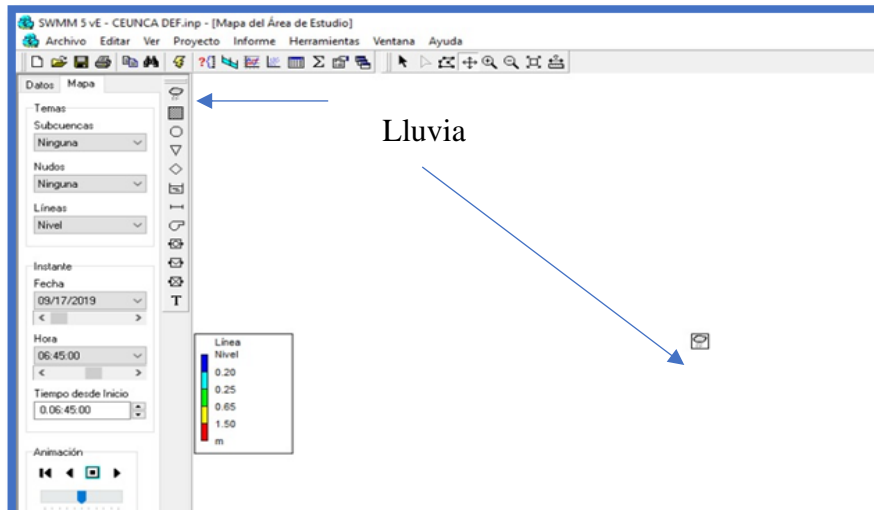 SWMM 5 vE - CEUNCA DEF.inp - [Mapa del Área de Estudio]
Archivo Editar Ver Proyecto Informe Herramientas Ventana Ayuda
Datos Mapa
Temas
Subcuencas
Ninguna
Nudos
Ninguna
Líneas
Nivel
Instante
Fecha
09/17/2019
Hora
06:45:00
Tiempo desde Inicio
0.06:45:00
Animación
T
Lluvia
Línea
Nivel
0.20
0.25
0.65
1.50
m